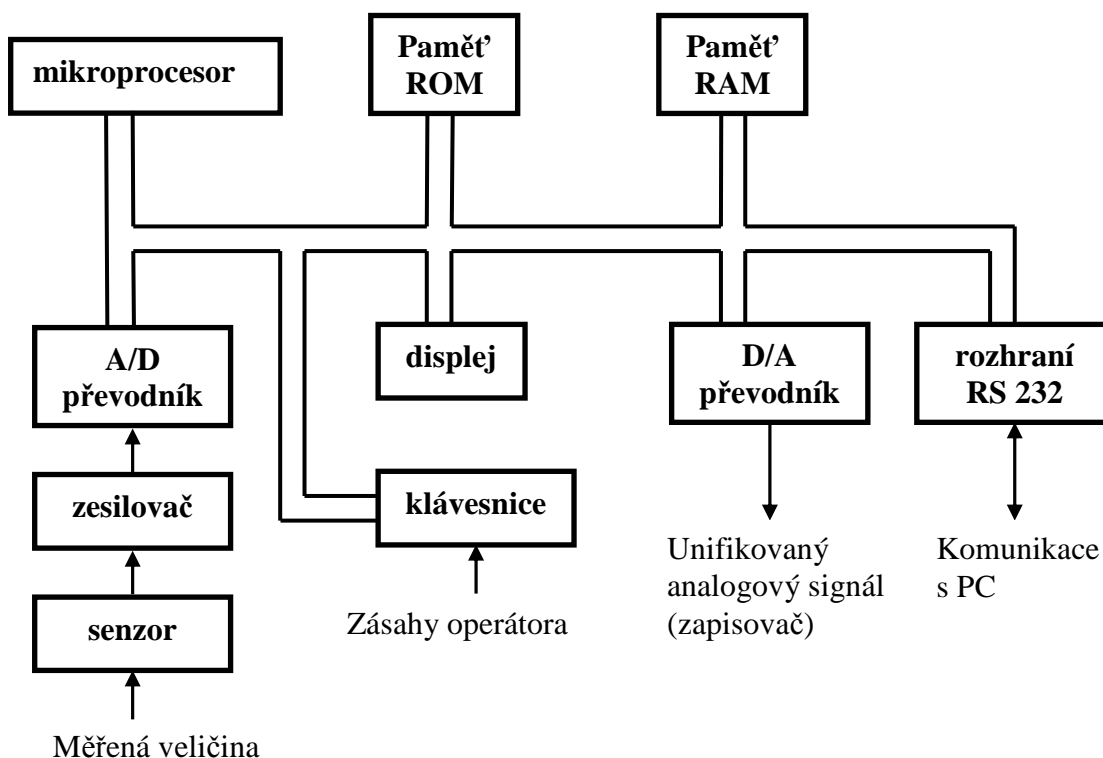 mikroprocesor
Paměť
ROM
Paměť
RAM
A/D
převodník
displej
D/A
převodník
rozhraní
RS 232
zesilovač
klávesnice
senzor
Zásahy operátora
Unifikovaný
analogový signál
(zapisovač)
Komunikace
s PC
Měřená veličina